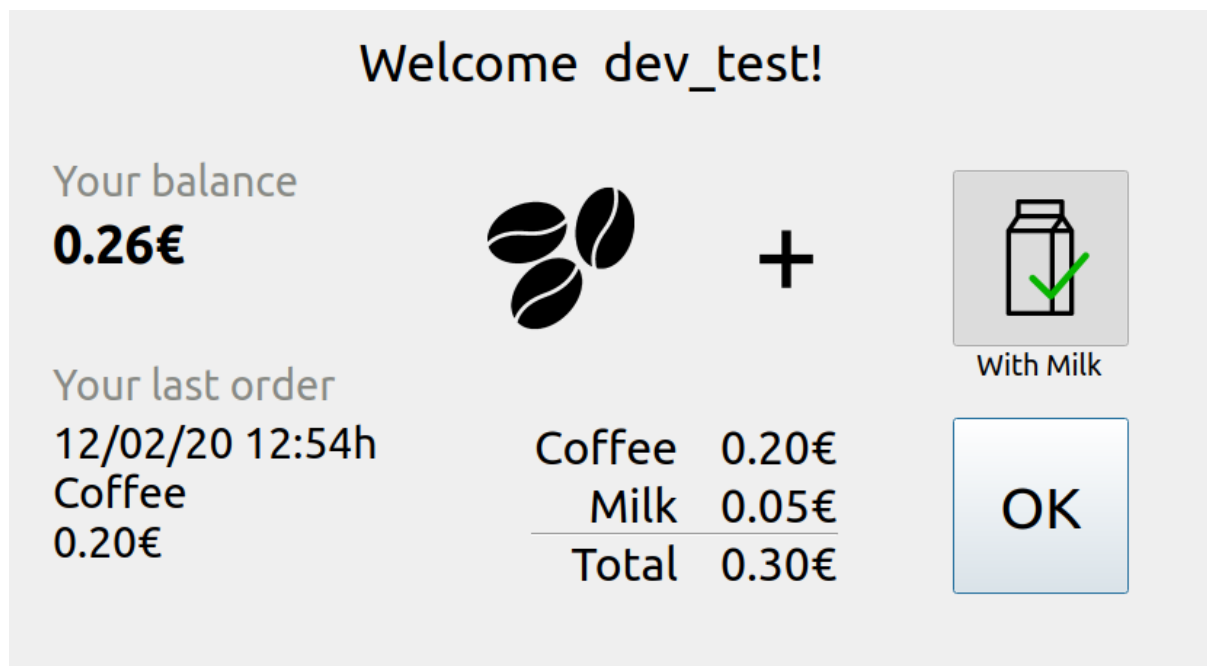 Welcome dev_test!
Your balance
0.26€
With Milk
Your last order
12/02/20 12:54h
Coffee
0.20€
Coffee 0.20€
Milk 0.05€
Total 0.30€
OK